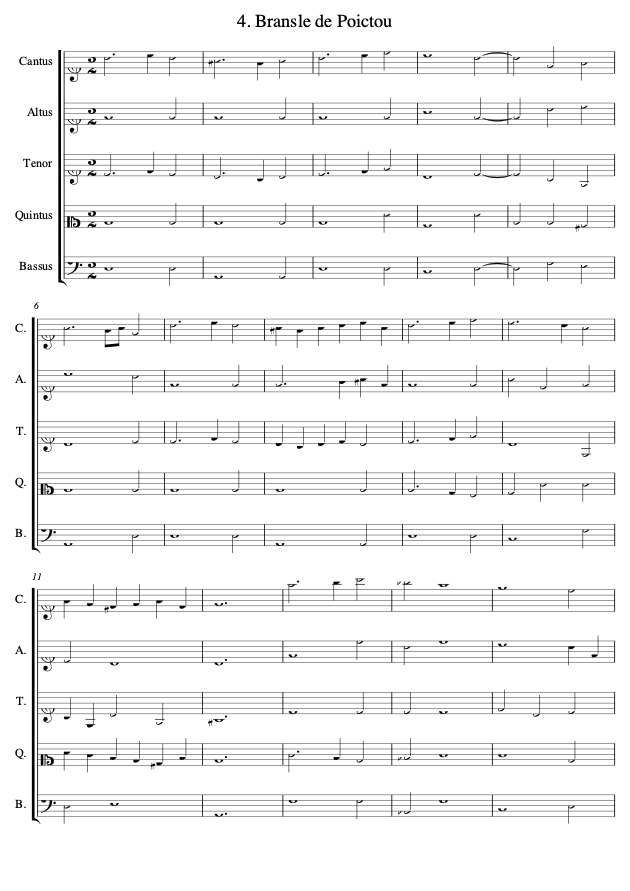 4. Bransle de Poictou
Cantus
Altus
Tenor
Quintus
Bassus
6
C.
A.
T.
Q.
B.
11
C.
A.
T.
Q.
B.